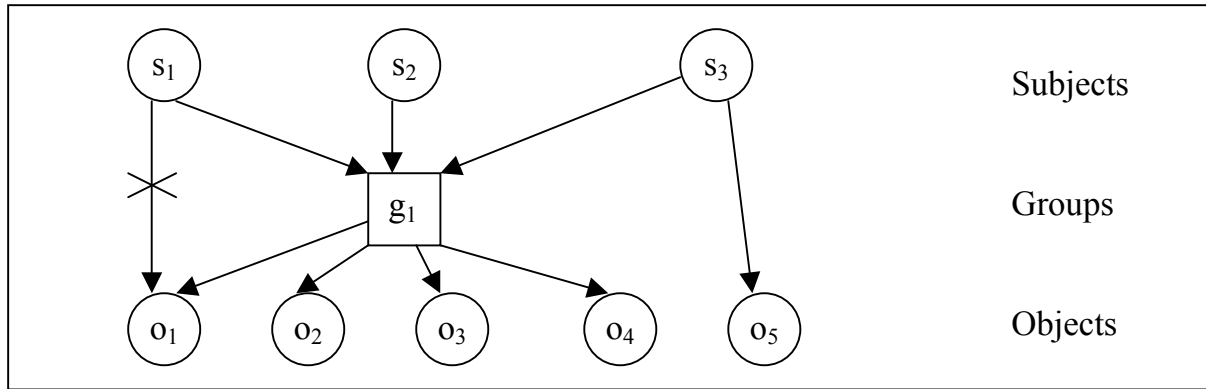 s₁ s₂ s₃ Subjects
g₁ Groups
o₁ o₂ o₃ o₄ o₅ Objects